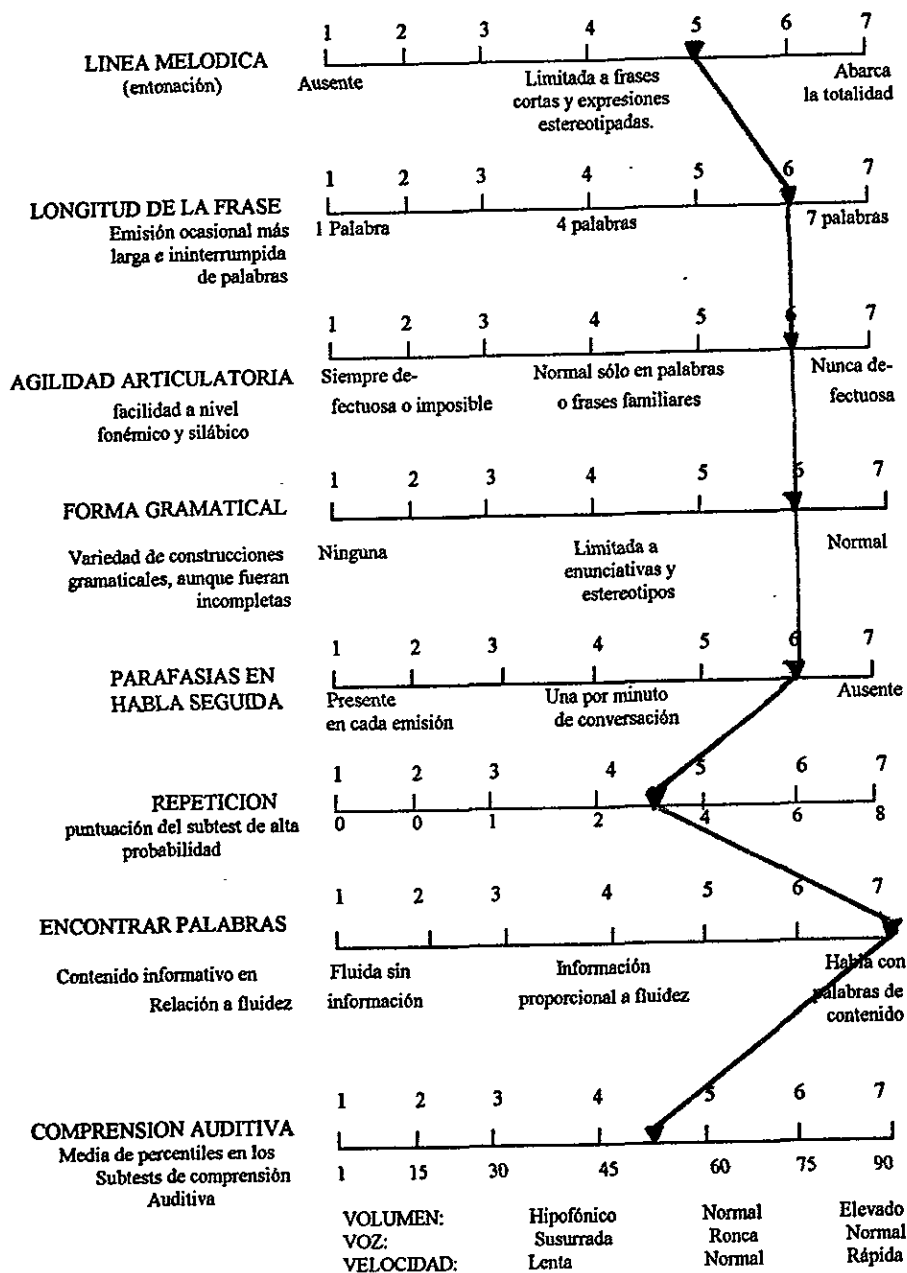 1 2 3 4 5 6 7
LINEA MELODICA
(entonación)
Ausente
Limitada a frases
cortas y expresiones
estereotipadas.
Abarca
la totalidad
1 2 3 4 5 6 7
LONGITUD DE LA FRASE
Emisión ocasional más
larga e ininterrumpida
de palabras
1 Palabra 4 palabras 7 palabras
1 2 3 4 5 6 7
AGILIDAD ARTICULATORIA
facilidad a nivel
fonémico y silábico
Siempre de-
fectuosa o imposible
Normal sólo en palabras
o frases familiares
Nunca de-
fectuosa
1 2 3 4 5 6 7
FORMA GRAMATICAL
Variedad de construcciones
gramaticales, aunque fueran
incompletas
Ninguna
Limitada a
enunciativas y
estereotipos
Normal
1 2 3 4 5 6 7
PARAFASIAS EN
HABLA SEGUIDA
Presente
en cada emisión
Una por minuto
de conversación
Ausente
1 2 3 4 5 6 7
REPETICION
puntuación del subtest de alta
probabilidad
0 0 1 2 4 6 8
1 2 3 4 5 6 7
ENCONTRAR PALABRAS
Contenido informativo en
Relación a fluidez
Fluida sin
información
Información
proporcional a fluidez
Habla con
palabras de
contenido
1 2 3 4 5 6 7
COMPRENSION AUDITIVA
Media de percentiles en los
Subtests de comprensión
Auditiva
1 15 30 45 60 75 90
VOLUMEN: Hipofónico Normal Elevado
VOZ: Susurrada Ronca Normal
VELOCIDAD: Lenta Normal Rápida